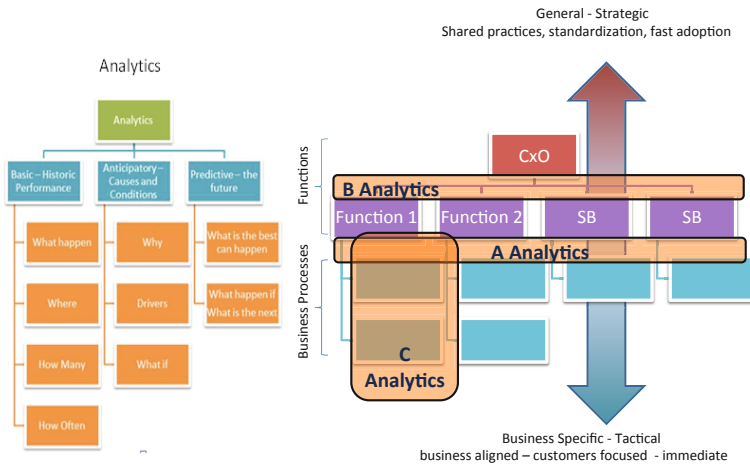 General - Strategic
Shared practices, standardization, fast adoption
Analytics
Analytics
Basic – Historic
Performance
Anticipatory –
Causes and
Conditions
Predictive – the
future
What happen
Why
What is the best
can happen
Where
Drivers
What happen if
What is the next
How Many
What if
How Often
Functions
Business Processes
CxO
B Analytics
Function 1
Function 2
SB
SB
A Analytics
C
Analytics
Business Specific - Tactical
business aligned – customers focused - immediate